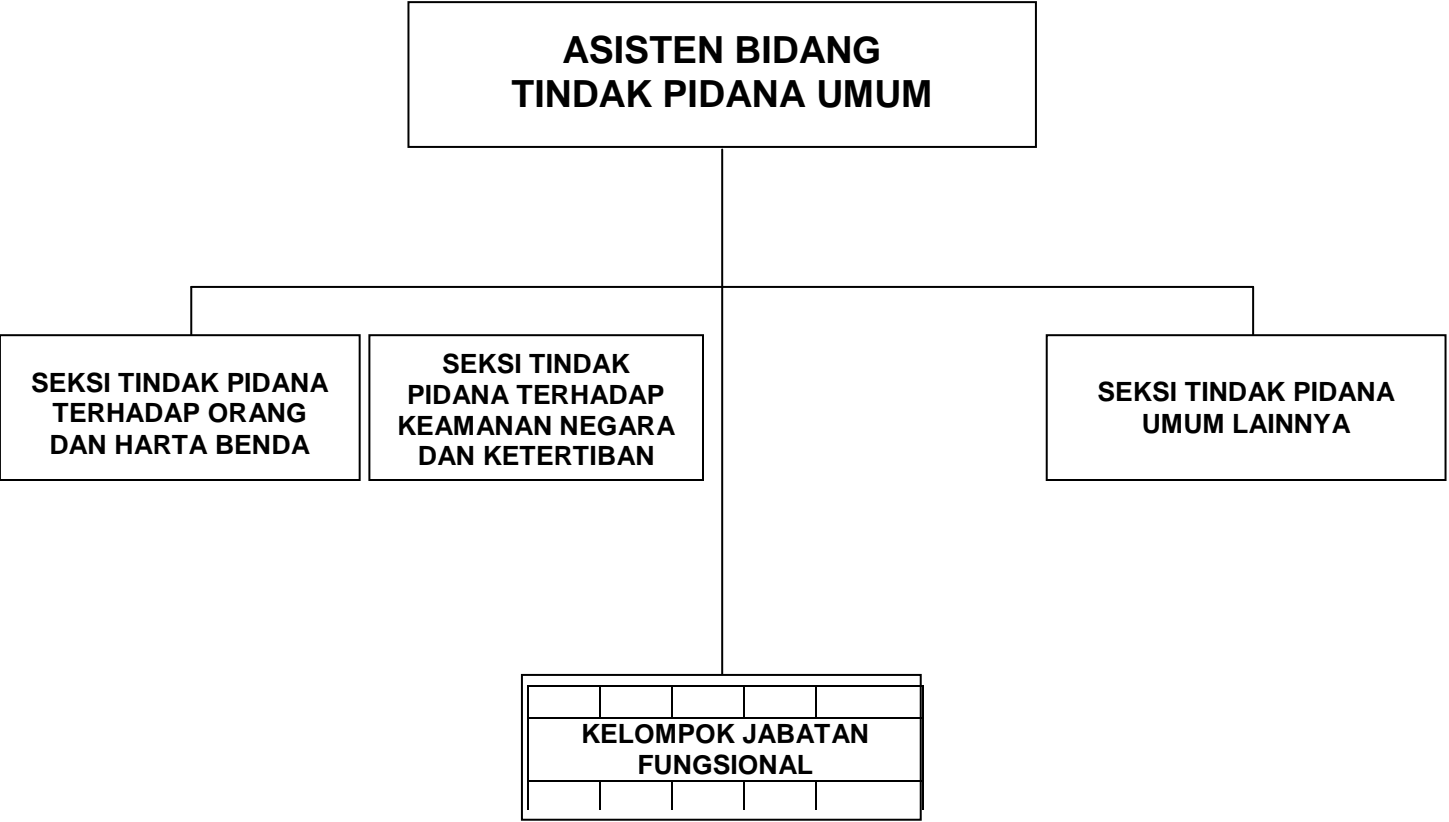 ASISTEN BIDANG
TINDAK PIDANA UMUM
SEKSI TINDAK PIDANA
TERHADAP ORANG
DAN HARTA BENDA
SEKSI TINDAK
PIDANA TERHADAP
KEAMANAN NEGARA
DAN KETERTIBAN
SEKSI TINDAK PIDANA
UMUM LAINNYA
KELOMPOK JABATAN
FUNGSIONAL